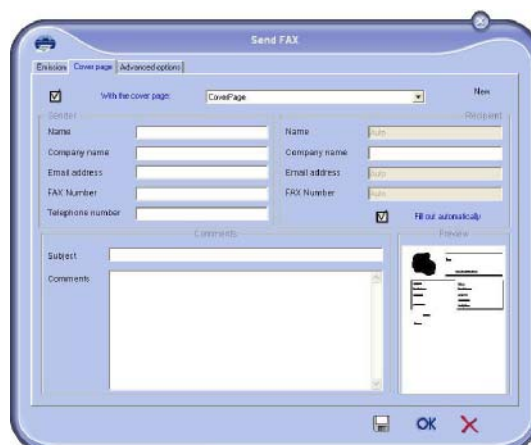 Send FAX
Emission Cover page Advanced options
With the cover page: CoverPage New
Sender Recipient
Name Name Auto
Company name Company name
Email address Email address Auto
FAX Number FAX Number Auto
Telephone number Fill out automatically
Comments Preview
Subject
Comments
OK